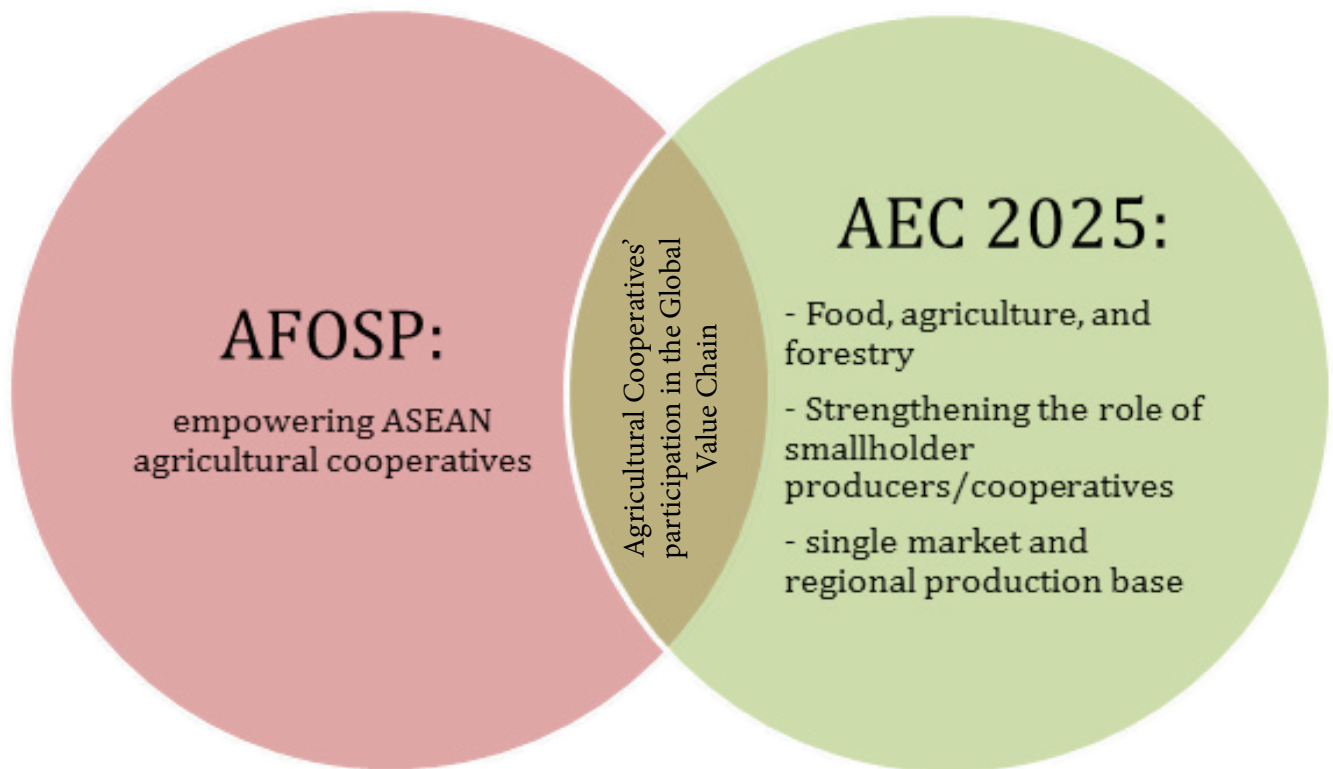 AFOSP:
empowering ASEAN
agricultural cooperatives
Agricultural Cooperatives’
participation in the Global
Value Chain
AEC 2025:
- Food, agriculture, and
forestry
- Strengthening the role of
smallholder
producers/cooperatives
- single market and
regional production base